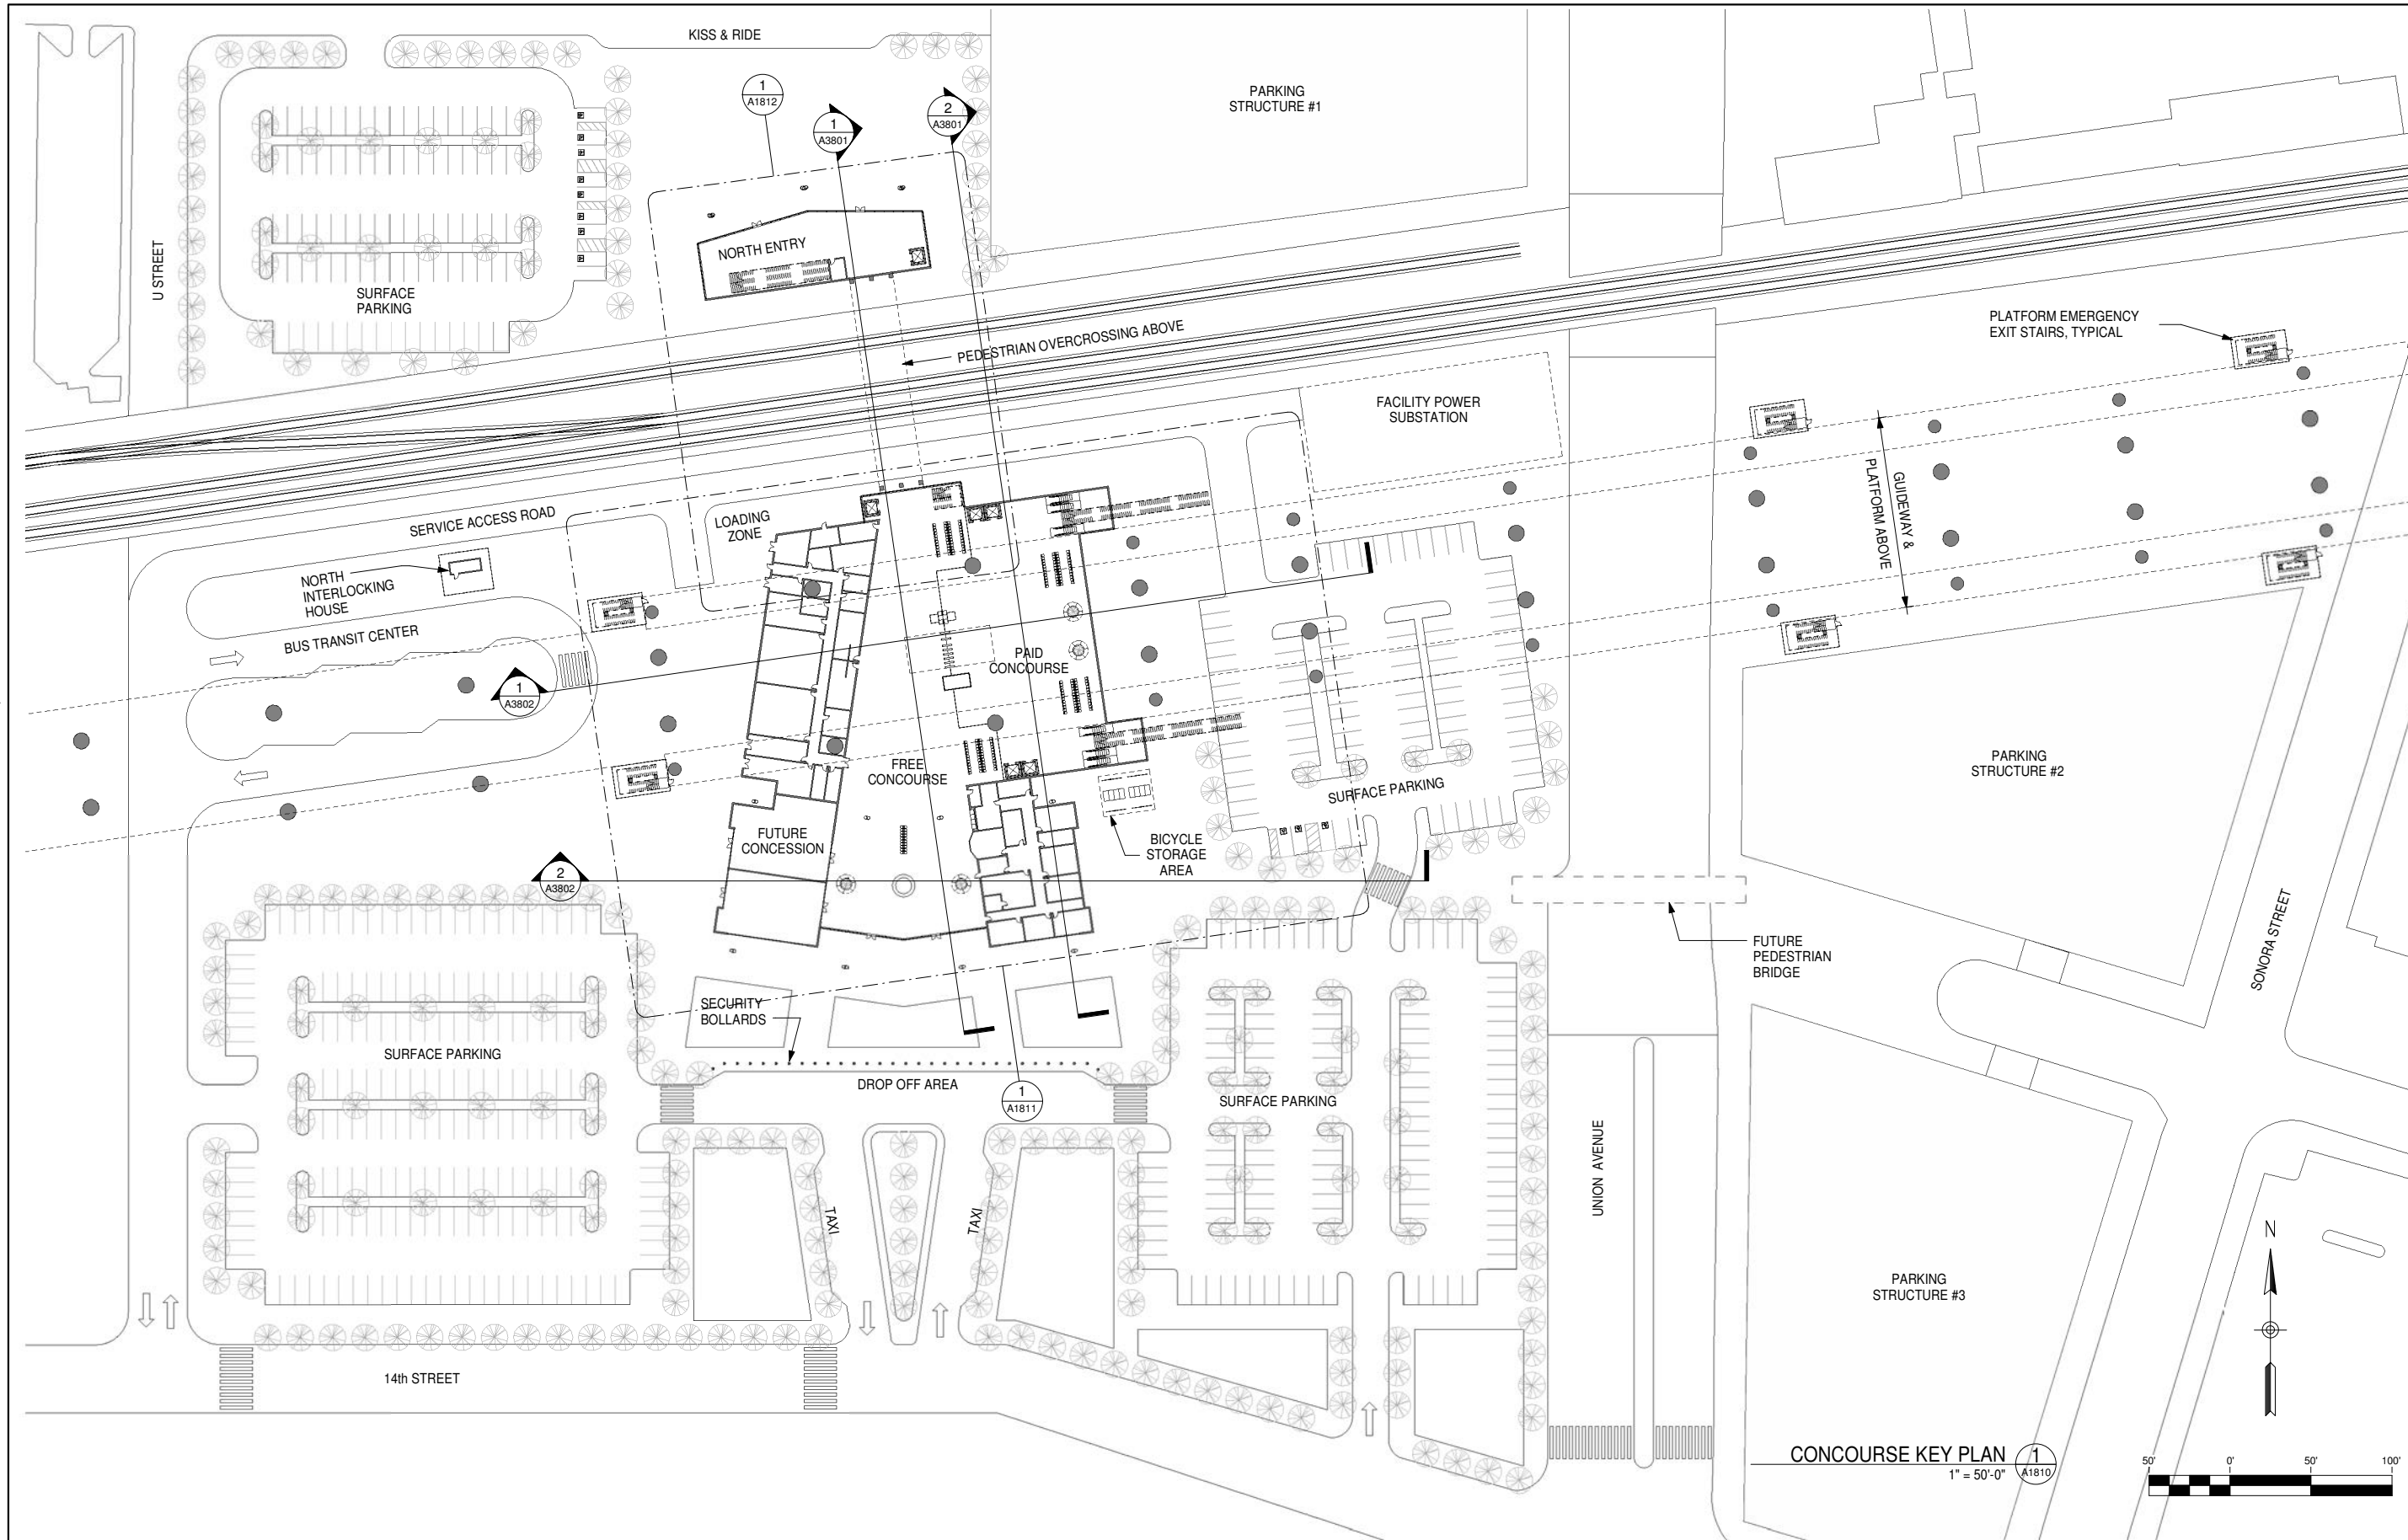 KISS & RIDE
1
A1812
1
A3801
2
A3801
PARKING
STRUCTURE #1
U STREET
NORTH ENTRY
SURFACE
PARKING
PEDESTRIAN OVERCROSSING ABOVE
PLATFORM EMERGENCY
EXIT STAIRS, TYPICAL
FACILITY POWER
SUBSTATION
GUIDEWAY &
PLATFORM ABOVE
SERVICE ACCESS ROAD
LOADING
ZONE
NORTH
INTERLOCKING
HOUSE
BUS TRANSIT CENTER
1
A3802
PAID
CONCOURSE
FREE
CONCOURSE
FUTURE
CONCESSION
2
A3802
BICYCLE
STORAGE
AREA
SURFACE PARKING
PARKING
STRUCTURE #2
SONORA STREET
FUTURE
PEDESTRIAN
BRIDGE
SECURITY
BOLLARDS
SURFACE PARKING
DROP OFF AREA
1
A1811
SURFACE PARKING
UNION AVENUE
TAXI
TAXI
N
PARKING
STRUCTURE #3
14th STREET
CONCOURSE KEY PLAN
1" = 50'-0"
1
A1810
50' 0' 50' 100'